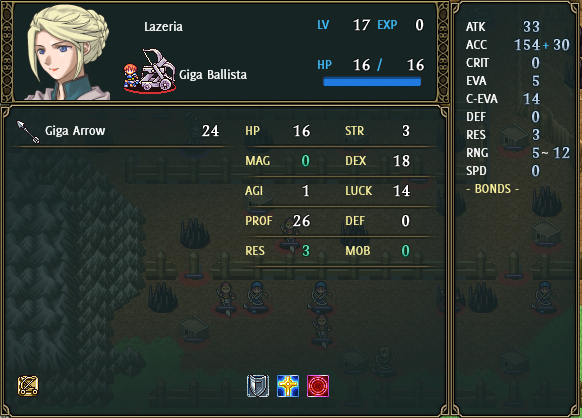 Lazeria LV 17 EXP 0
Giga Ballista HP 16 / 16
Giga Arrow 24
HP 16 STR 3
MAG 0 DEX 18
AGI 1 LUCK 14
PROF 26 DEF 0
RES 3 MOB 0
ATK 33
ACC 154 + 30
CRIT 0
EVA 5
C-EVA 14
DEF 0
RES 3
RNG 5 ~ 12
SPD 0
- BONDS -